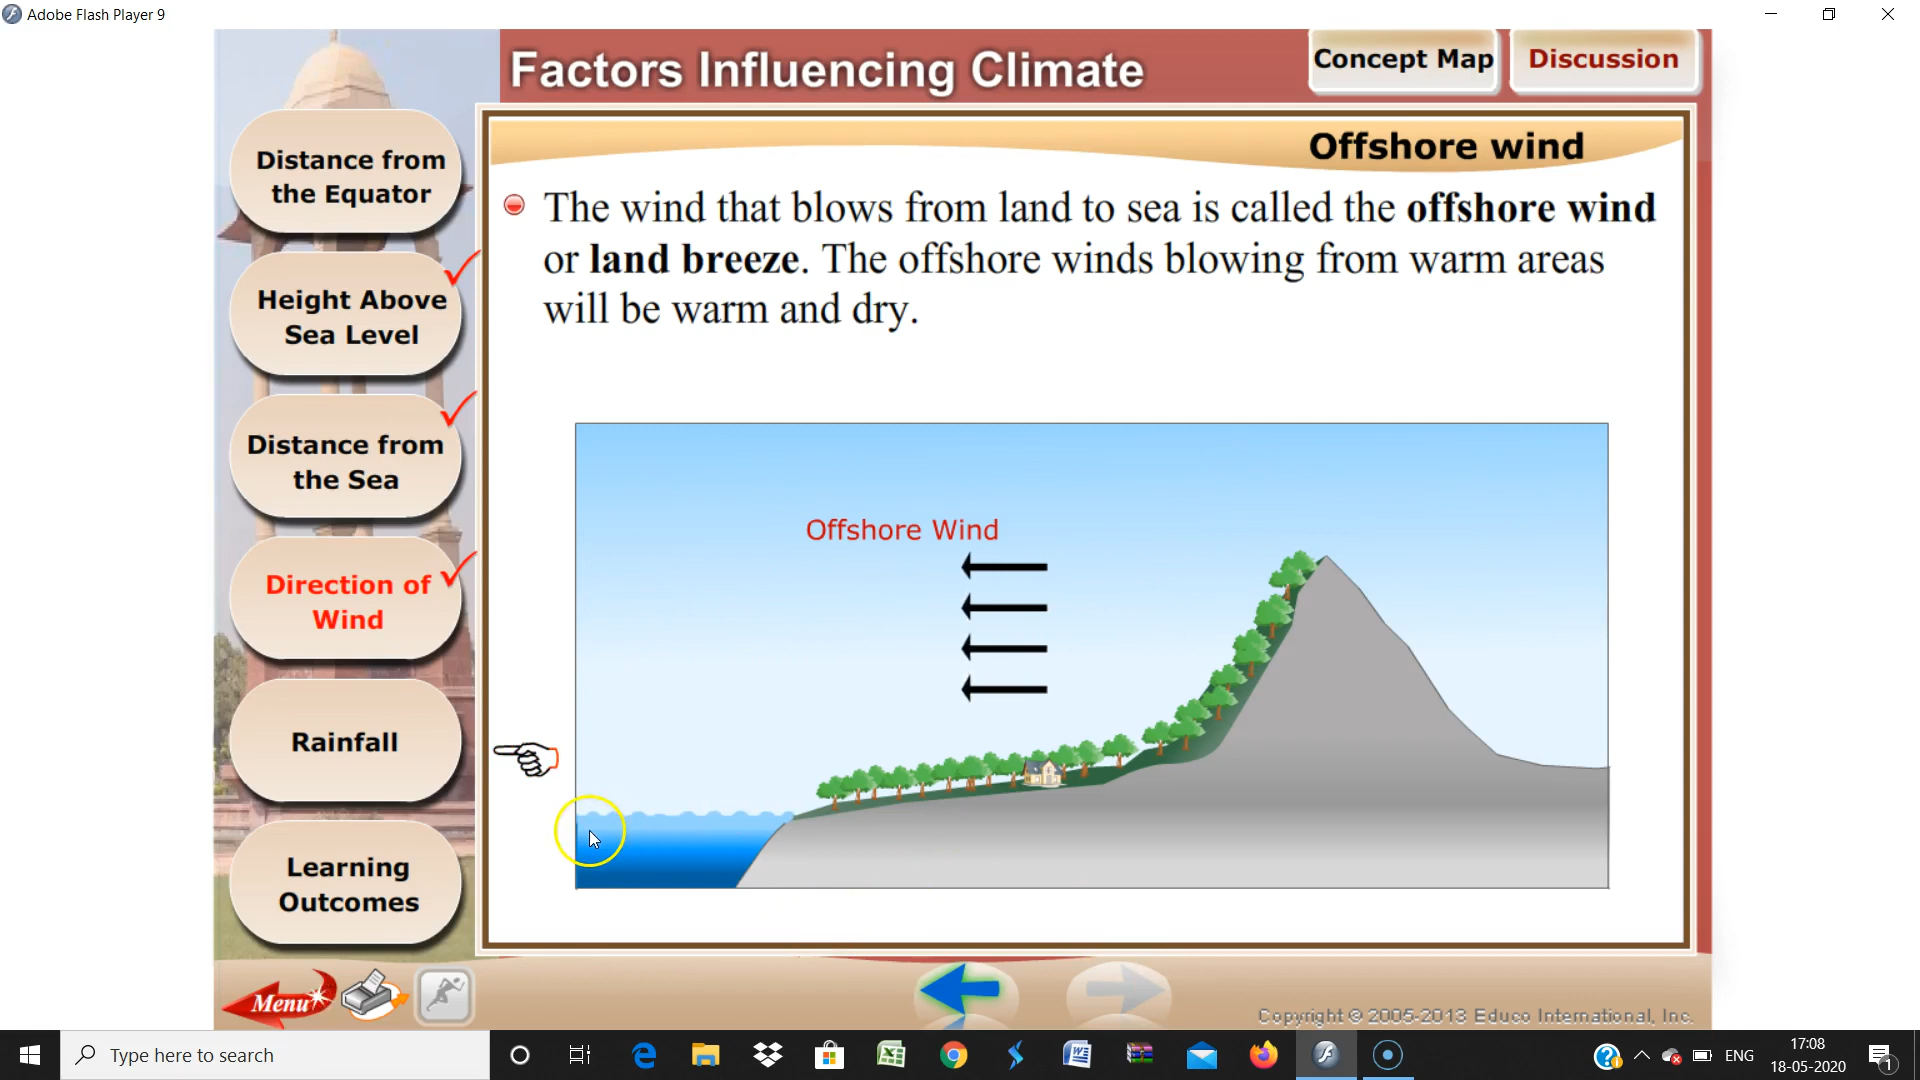 Adobe Flash Player 9
Factors Influencing Climate
Concept Map
Discussion
Distance from
the Equator
Height Above
Sea Level
Distance from
the Sea
Direction of
Wind
Rainfall
Learning
Outcomes
Offshore wind
The wind that blows from land to sea is called the offshore wind
or land breeze. The offshore winds blowing from warm areas
will be warm and dry.
Offshore Wind
Menu
Copyright © 2005-2013 Educo International, Inc.
Type here to search
ENG
17:08
18-05-2020
1